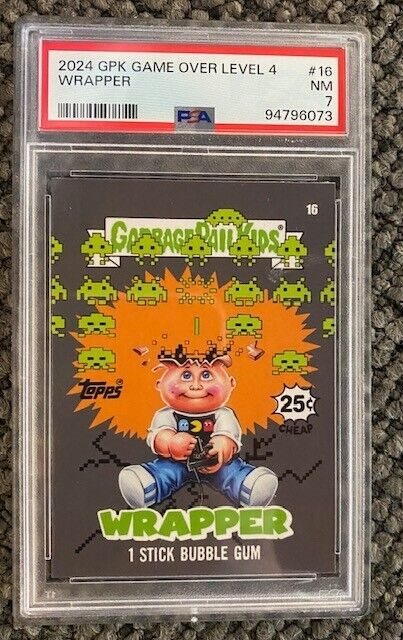 2024 GPK GAME OVER LEVEL 4 #16
WRAPPER NM
7
PSA 94796073
16
GARBAGE PAIL KIDS®
TOPPS®
25¢
CHEAP
WRAPPER
1 STICK BUBBLE GUM